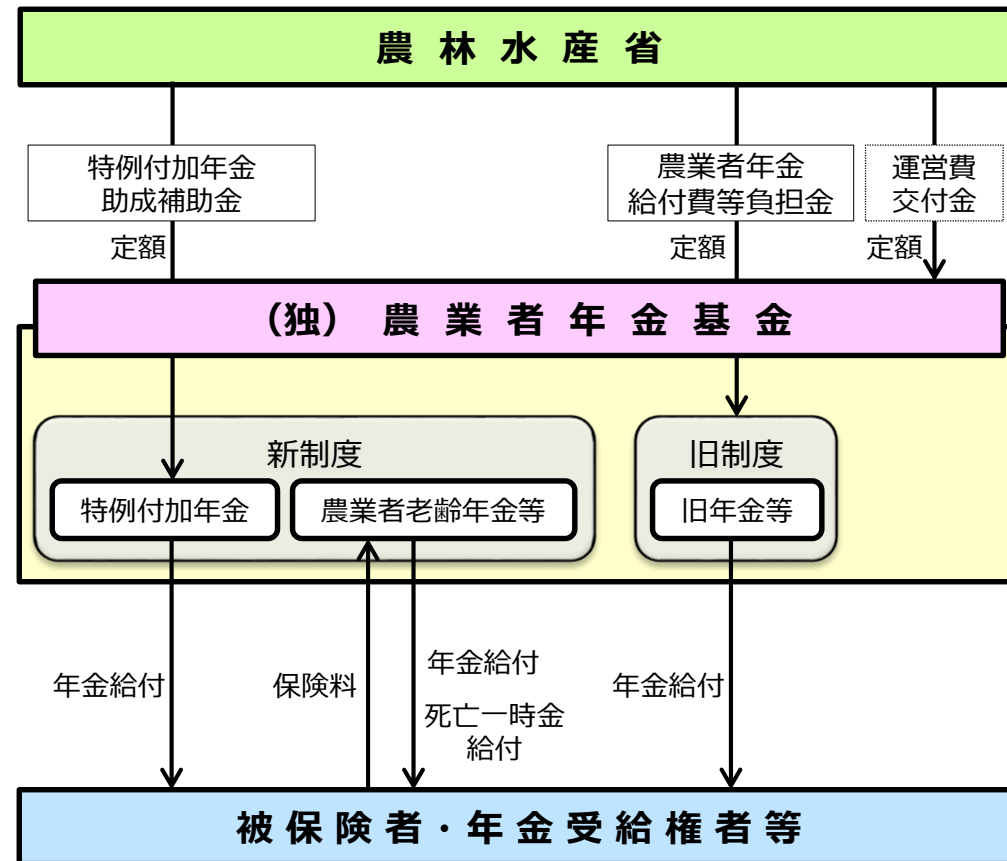 農林水産省
特例付加年金
助成補助金
定額
農業者年金
給付費等負担金
定額
運営費
交付金
定額
（独）農業者年金基金
新制度
特例付加年金
農業者老齢年金等
旧制度
旧年金等
年金給付
保険料
年金給付
死亡一時金
給付
年金給付
被保険者・年金受給権者等